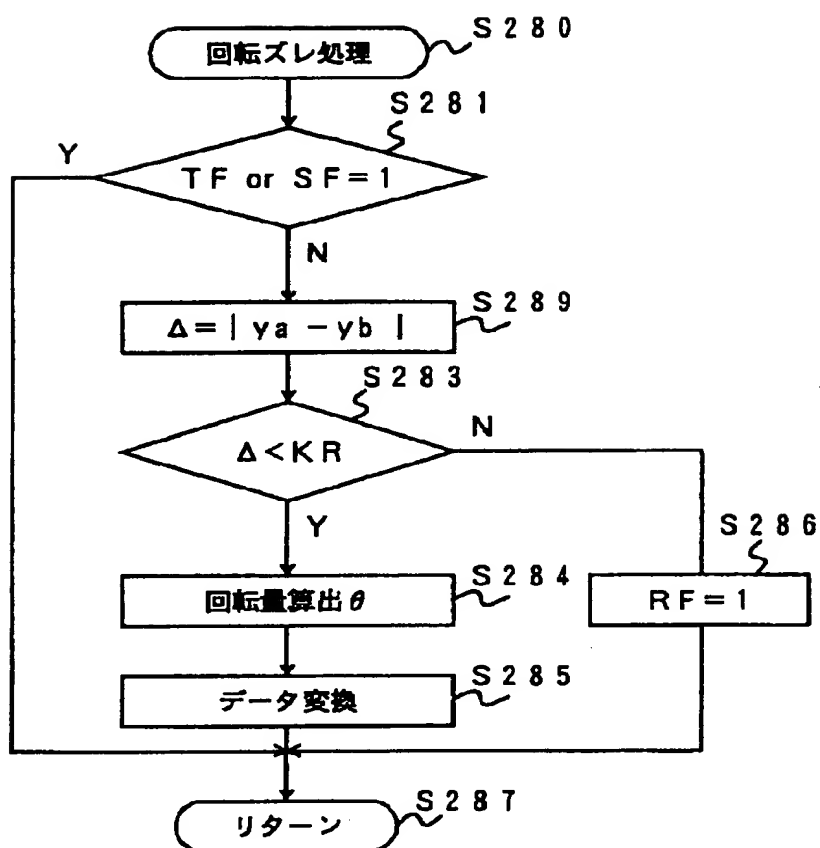 回転ズレ処理
S280
S281
TF or SF=1
Y
N
S289
Δ=|ya-yb|
S283
Δ<KR
N
Y
S286
RF=1
S284
回転量算出θ
S285
データ変換
S287
リターン